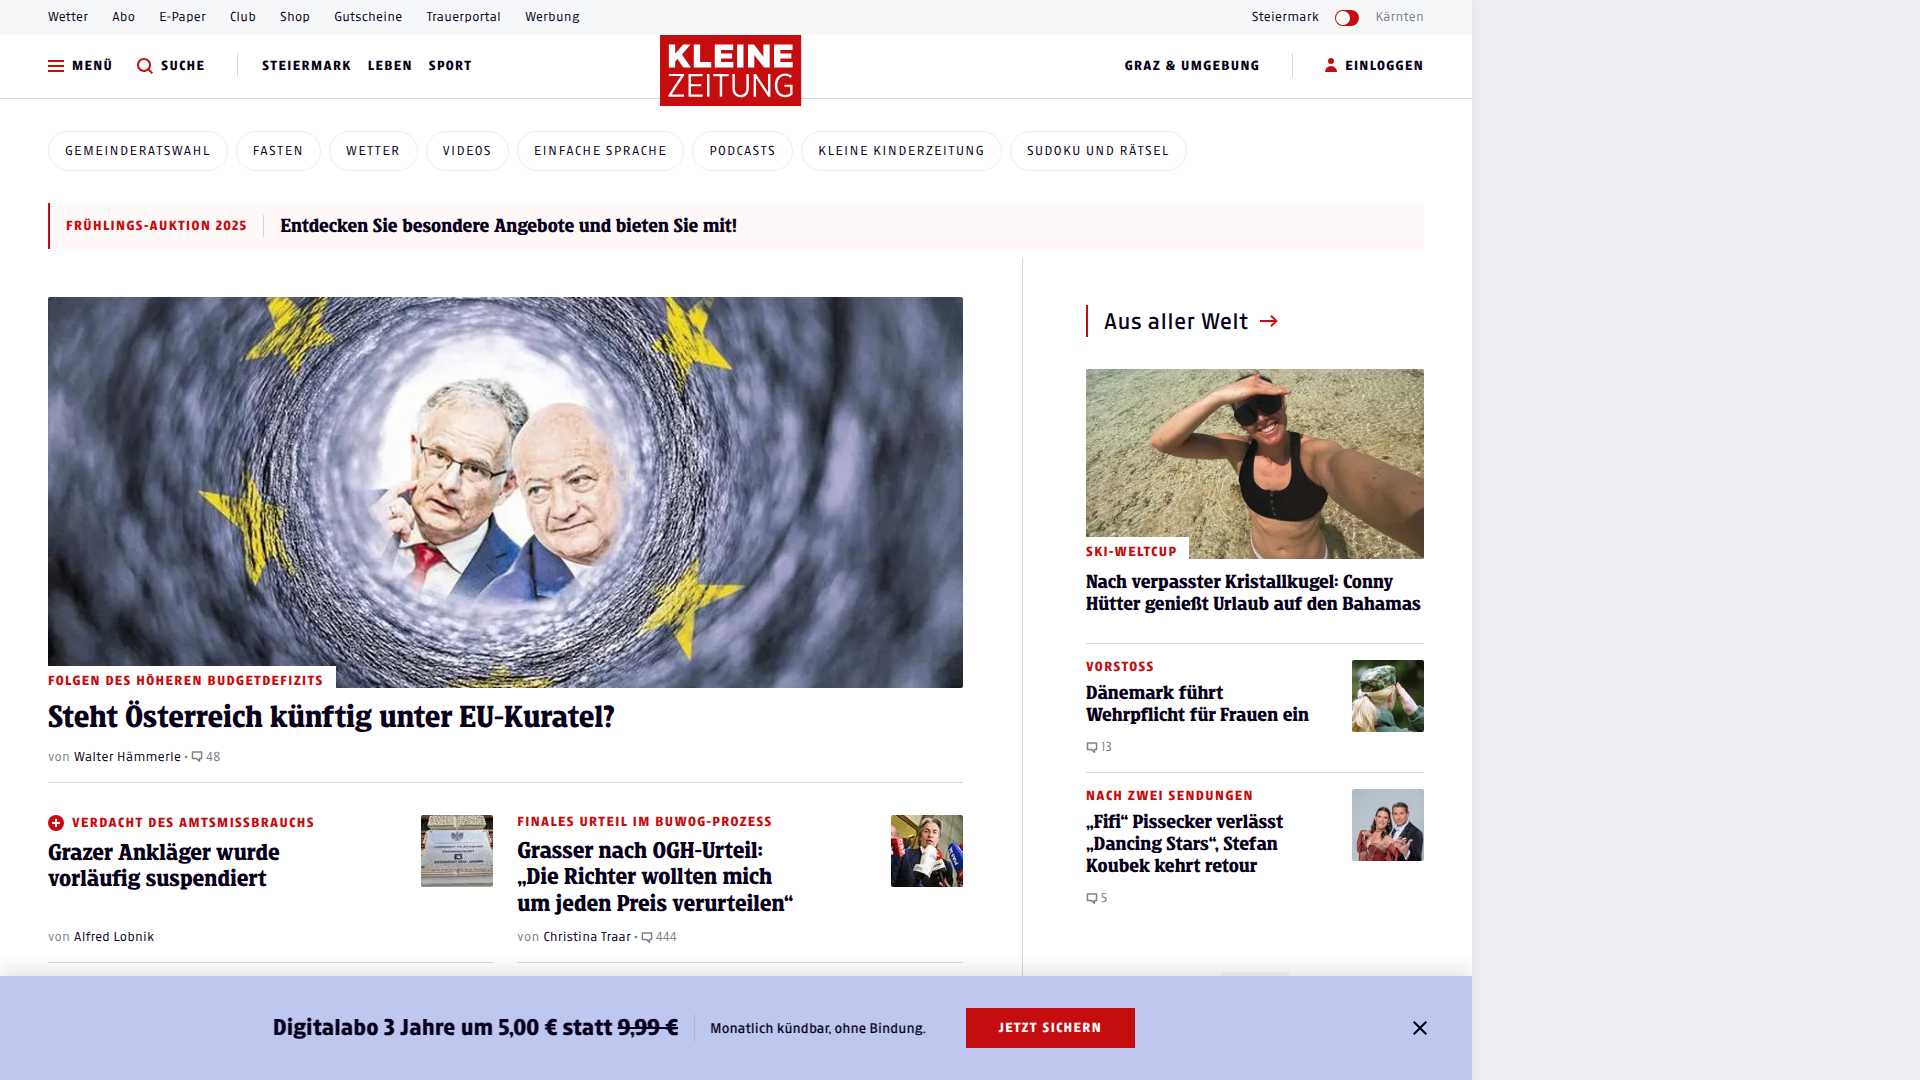 Wetter Abo E-Paper Club Shop Gutscheine Trauerportal Werbung Steiermark Kärnten
MENÜ SUCHE STEIERMARK LEBEN SPORT KLEINE ZEITUNG GRAZ & UMGEBUNG EINLOGGEN
GEMEINDERATSWAHL FASTEN WETTER VIDEOS EINFACHE SPRACHE PODCASTS KLEINE KINDERZEITUNG SUDOKU UND RÄTSEL
FRÜHLINGS-AUKTION 2025 Entdecken Sie besondere Angebote und bieten Sie mit!
FOLGEN DES HÖHEREN BUDGETDEFIZITS
Steht Österreich künftig unter EU-Kuratel?
von Walter Hämmerle • 48
VERDACHT DES AMTSMISSBRAUCHS
Grazer Ankläger wurde
vorläufig suspendiert
von Alfred Lobnik
FINALES URTEIL IM BUWOG-PROZESS
Grasser nach OGH-Urteil:
„Die Richter wollten mich
um jeden Preis verurteilen“
von Christina Traar • 444
Aus aller Welt
SKI-WELTCUP
Nach verpasster Kristallkugel: Conny
Hütter genießt Urlaub auf den Bahamas
VORSTOSS
Dänemark führt
Wehrpflicht für Frauen ein
13
NACH ZWEI SENDUNGEN
„Fifi“ Pissecker verlässt
„Dancing Stars“, Stefan
Koubek kehrt retour
5
Digitalabo 3 Jahre um 5,00 € statt 9,99 € Monatlich kündbar, ohne Bindung. JETZT SICHERN